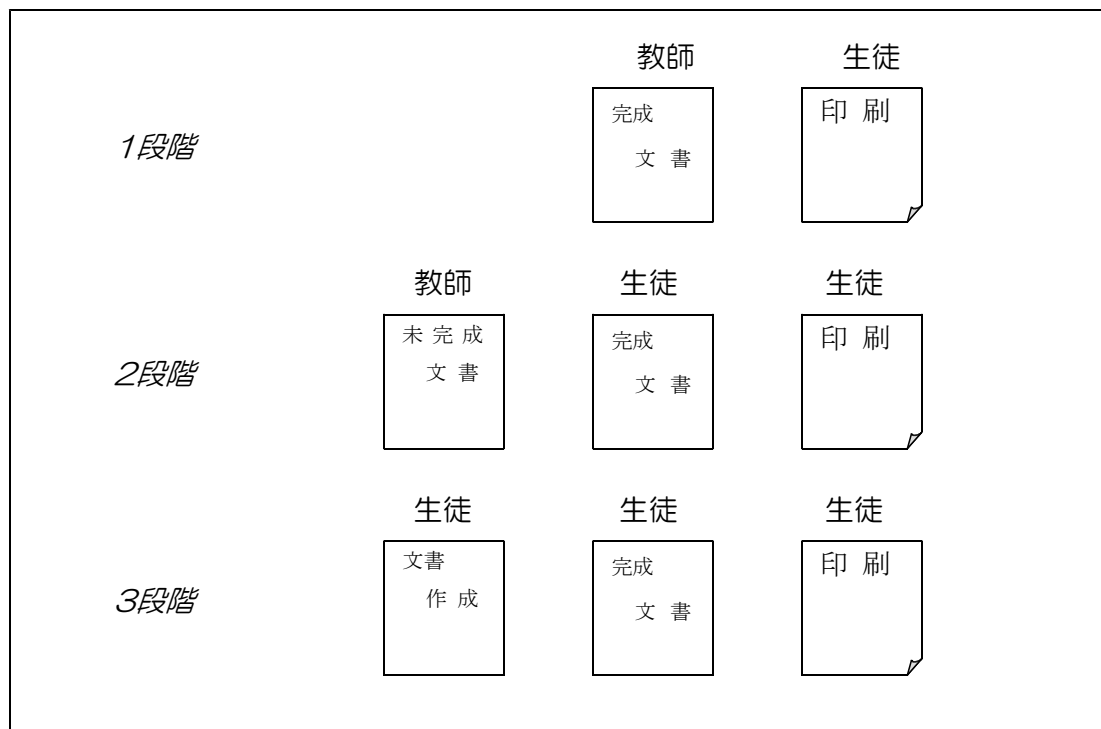 教師 生徒
1段階
完成
文 書
印 刷
教師 生徒 生徒
2段階
未 完 成
文 書
完成
文 書
印 刷
生徒 生徒 生徒
3段階
文書
作 成
完成
文 書
印 刷